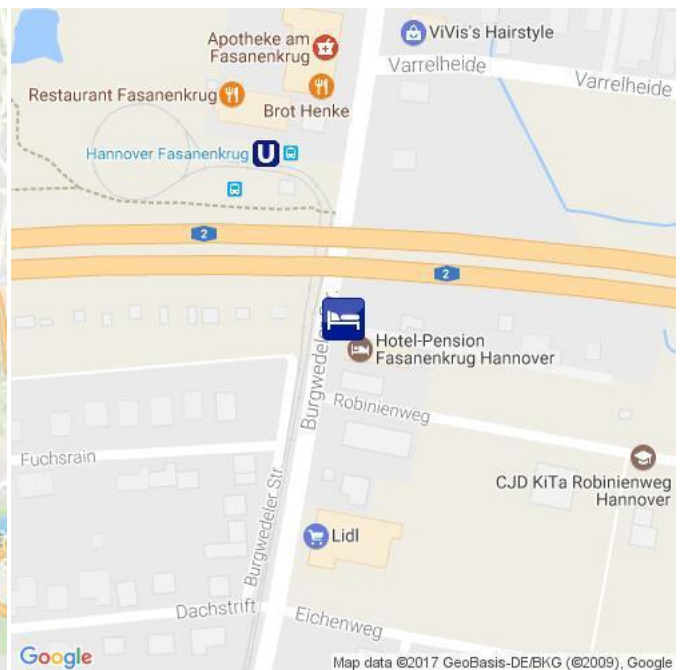 ViVis's Hairstyle
Apotheke am
Fasanenkrug
Varrelheide
Varrelheide
Restaurant Fasanenkrug
Brot Henke
Hannover Fasanenkrug
U
2
2
Burgwedeler Str.
Hotel-Pension
Fasanenkrug Hannover
Robinienweg
Fuchsrain
CJD KiTa Robinienweg
Hannover
Burgwedeler Str.
Lidl
Dachstrift
Eichenweg
Google
Map data ©2017 GeoBasis-DE/BKG (©2009), Google